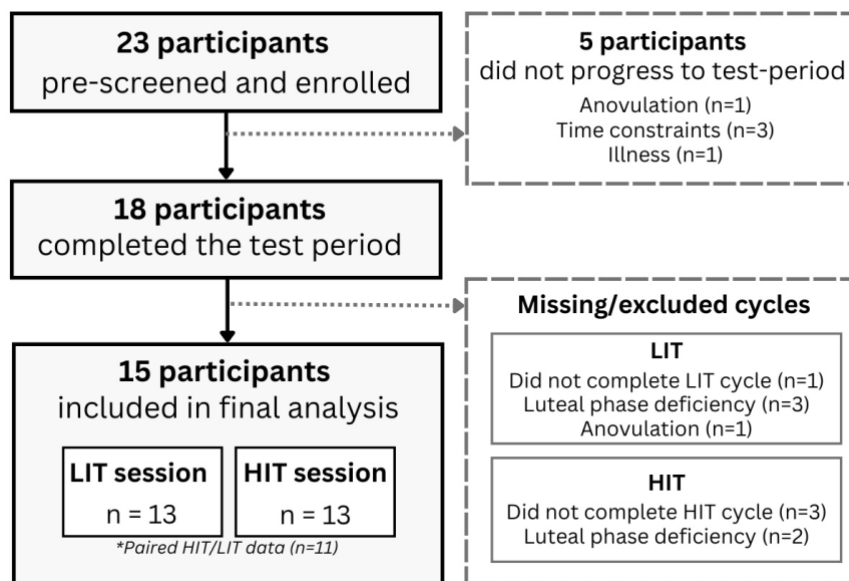 23 participants
pre-screened and enrolled
5 participants
did not progress to test-period
Anovulation (n=1)
Time constraints (n=3)
Illness (n=1)
18 participants
completed the test period
Missing/excluded cycles
LIT
Did not complete LIT cycle (n=1)
Luteal phase deficiency (n=3)
Anovulation (n=1)
HIT
Did not complete HIT cycle (n=3)
Luteal phase deficiency (n=2)
15 participants
included in final analysis
LIT session
n = 13
HIT session
n = 13
*Paired HIT/LIT data (n=11)